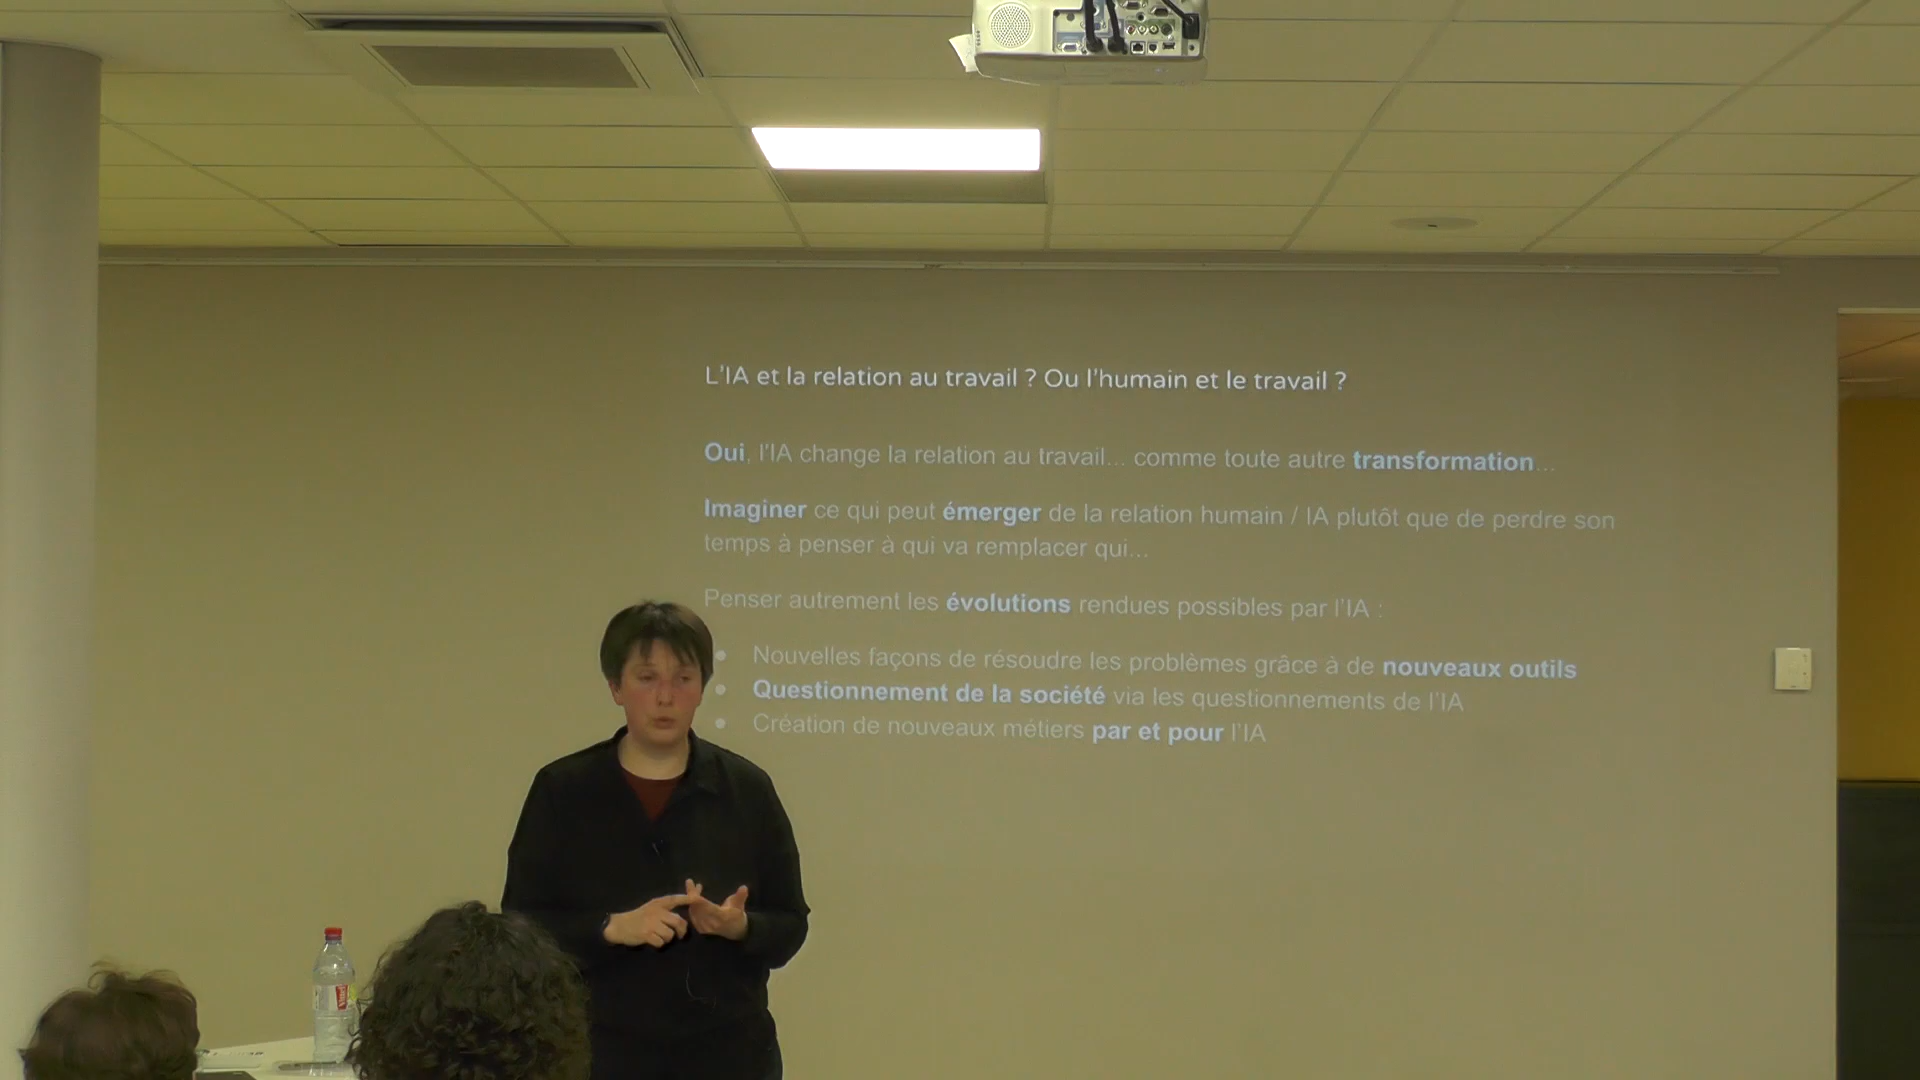 L'IA et la relation au travail ? Ou l'humain et le travail ?
Oui, l'IA change la relation au travail... comme toute autre transformation...
Imaginer ce qui peut émerger de la relation humain / IA plutôt que de perdre son
temps à penser à qui va remplacer qui...
Penser autrement les évolutions rendues possibles par l'IA :
● Nouvelles façons de résoudre les problèmes grâce à de nouveaux outils
● Questionnement de la société via les questionnements de l'IA
● Création de nouveaux métiers par et pour l'IA